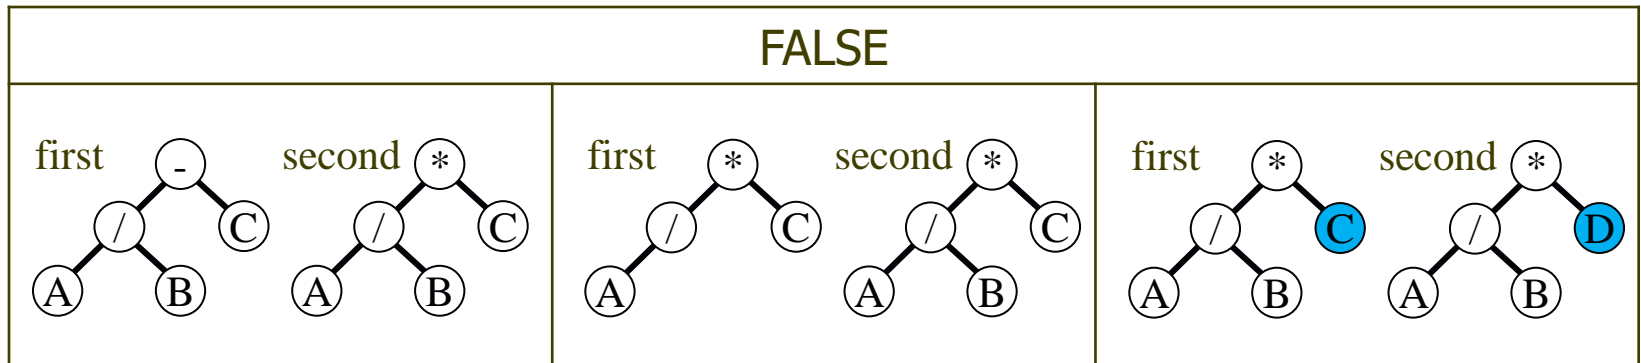 FALSE
first - second * first * second * first * second *
/ C / C / C / C / C / D
A B A B A A B A B A B